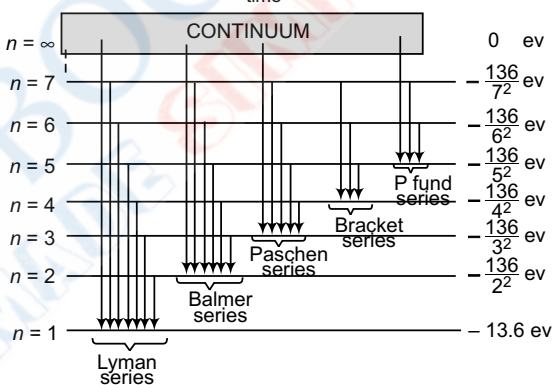 time
CONTINUUM
n = ∞ 0 ev
n = 7 – 136/7² ev
n = 6 – 136/6² ev
n = 5 – 136/5² ev
P fund
series
n = 4 – 136/4² ev
Bracket
series
n = 3 – 136/3² ev
Paschen
series
n = 2 – 136/2² ev
Balmer
series
n = 1 – 13.6 ev
Lyman
series